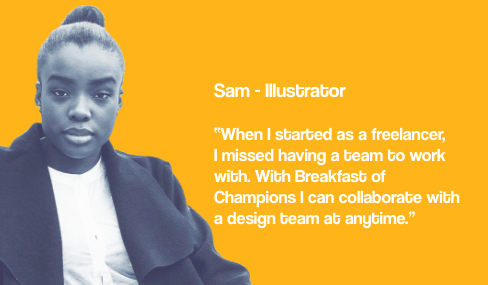 Sam - Illustrator
"When I started as a freelancer,
I missed having a team to work
with. With Breakfast of
Champions I can collaborate with
a design team at anytime."